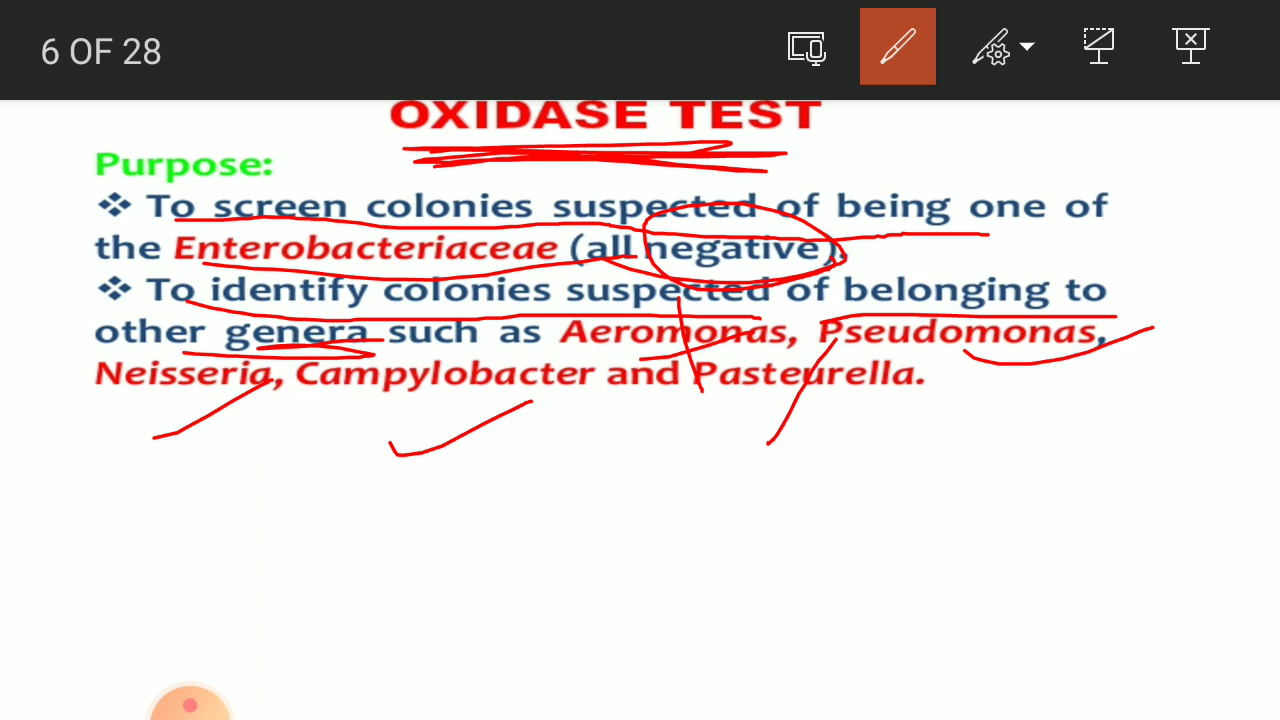 6 OF 28
OXIDASE TEST
Purpose:
❖ To screen colonies suspected of being one of
the Enterobacteriaceae (all negative).
❖ To identify colonies suspected of belonging to
other genera such as Aeromonas, Pseudomonas,
Neisseria, Campylobacter and Pasteurella.